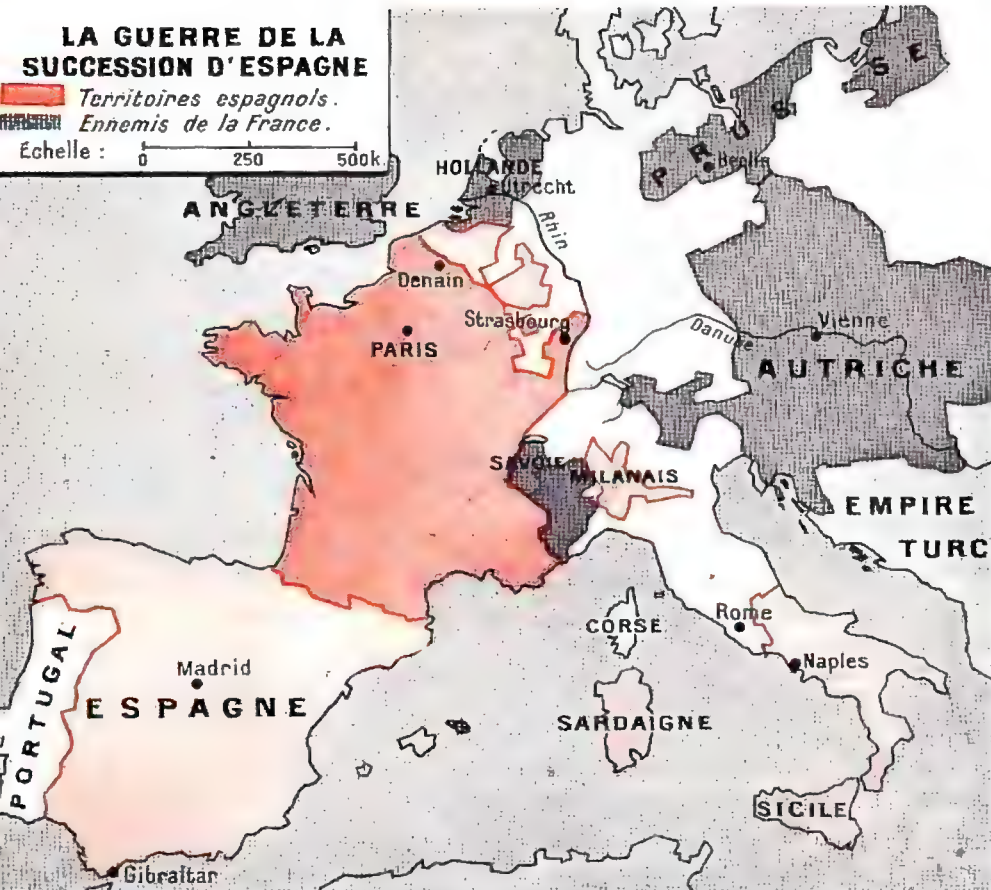 LA GUERRE DE LA
SUCCESSION D'ESPAGNE
Territoires espagnols.
Ennemis de la France.
Échelle : 0 250 500k.
PRUSSE
Berlin
HOLLANDE
Utrecht
ANGLETERRE
Rhin
Denain
Strasbourg
PARIS
Danube
Vienne
AUTRICHE
SAVOIE
MILANAIS
EMPIRE
TURC
CORSE
Rome
Naples
Madrid
ESPAGNE
PORTUGAL
SARDAIGNE
SICILE
Gibraltar